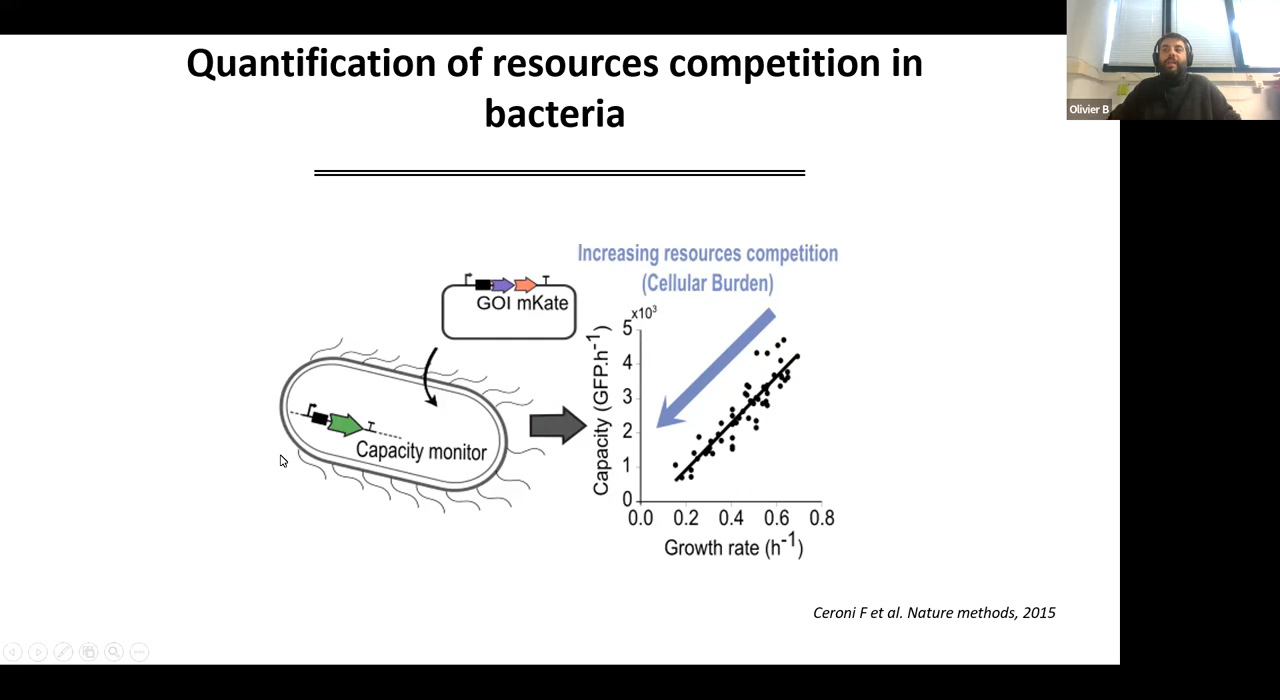 Quantification of resources competition in
bacteria
Olivier B
Increasing resources competition
(Cellular Burden)
GOI mKate
Capacity monitor
x10³
Capacity (GFP.h⁻¹)
5
4
3
2
1
0
0.0 0.2 0.4 0.6 0.8
Growth rate (h⁻¹)
Ceroni F et al. Nature methods, 2015